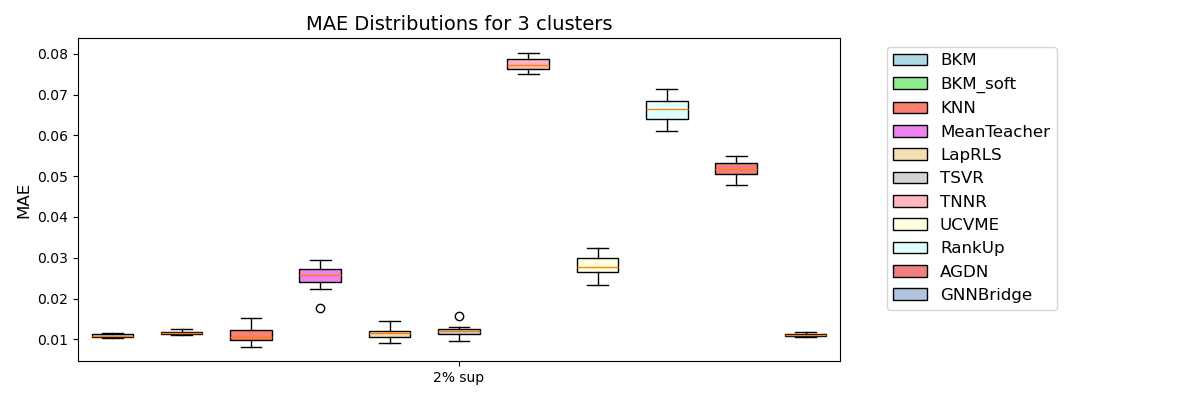 MAE Distributions for 3 clusters
MAE
0.08
0.07
0.06
0.05
0.04
0.03
0.02
0.01
2% sup
BKM
BKM_soft
KNN
MeanTeacher
LapRLS
TSVR
TNNR
UCVME
RankUp
AGDN
GNNBridge